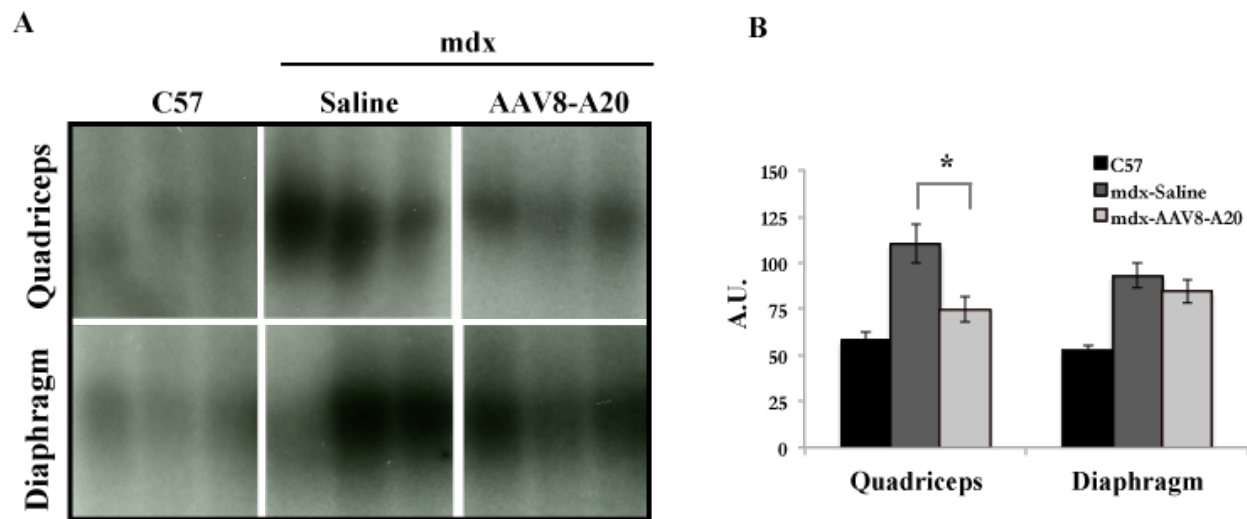 A
mdx
C57 Saline AAV8-A20
Quadriceps
Diaphragm
B
*
C57
mdx-Saline
mdx-AAV8-A20
A.U.
150
125
100
75
50
25
0
Quadriceps Diaphragm